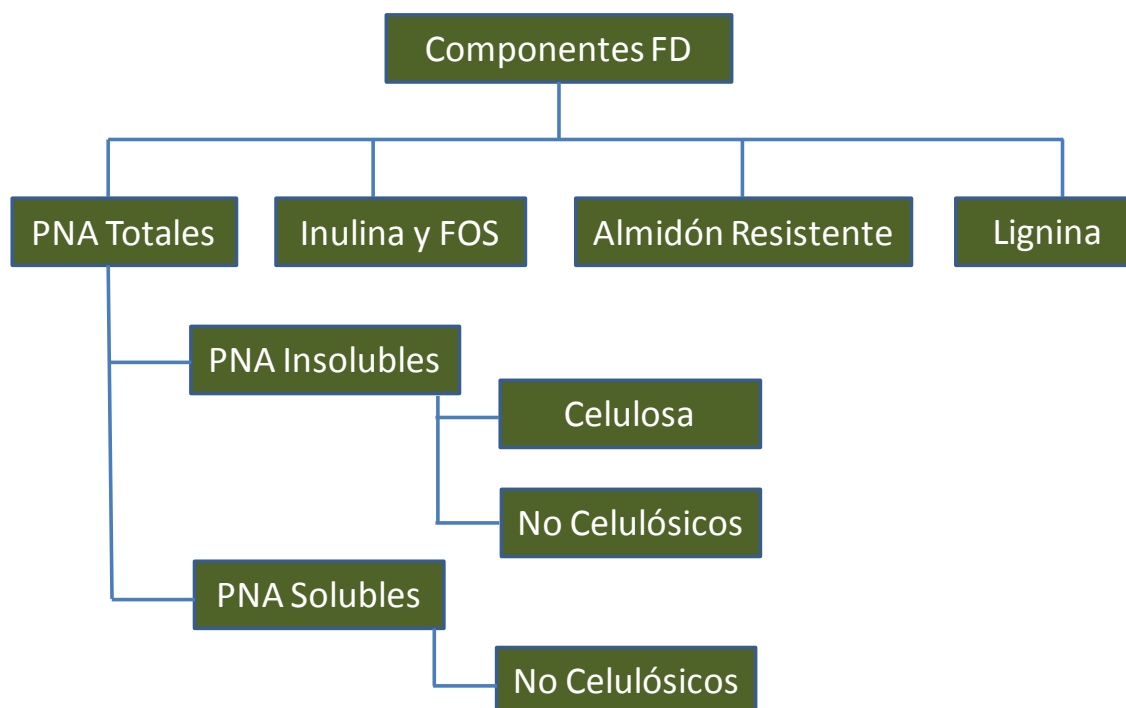 Componentes FD
PNA Totales
Inulina y FOS
Almidón Resistente
Lignina
PNA Insolubles
Celulosa
No Celulósicos
PNA Solubles
No Celulósicos